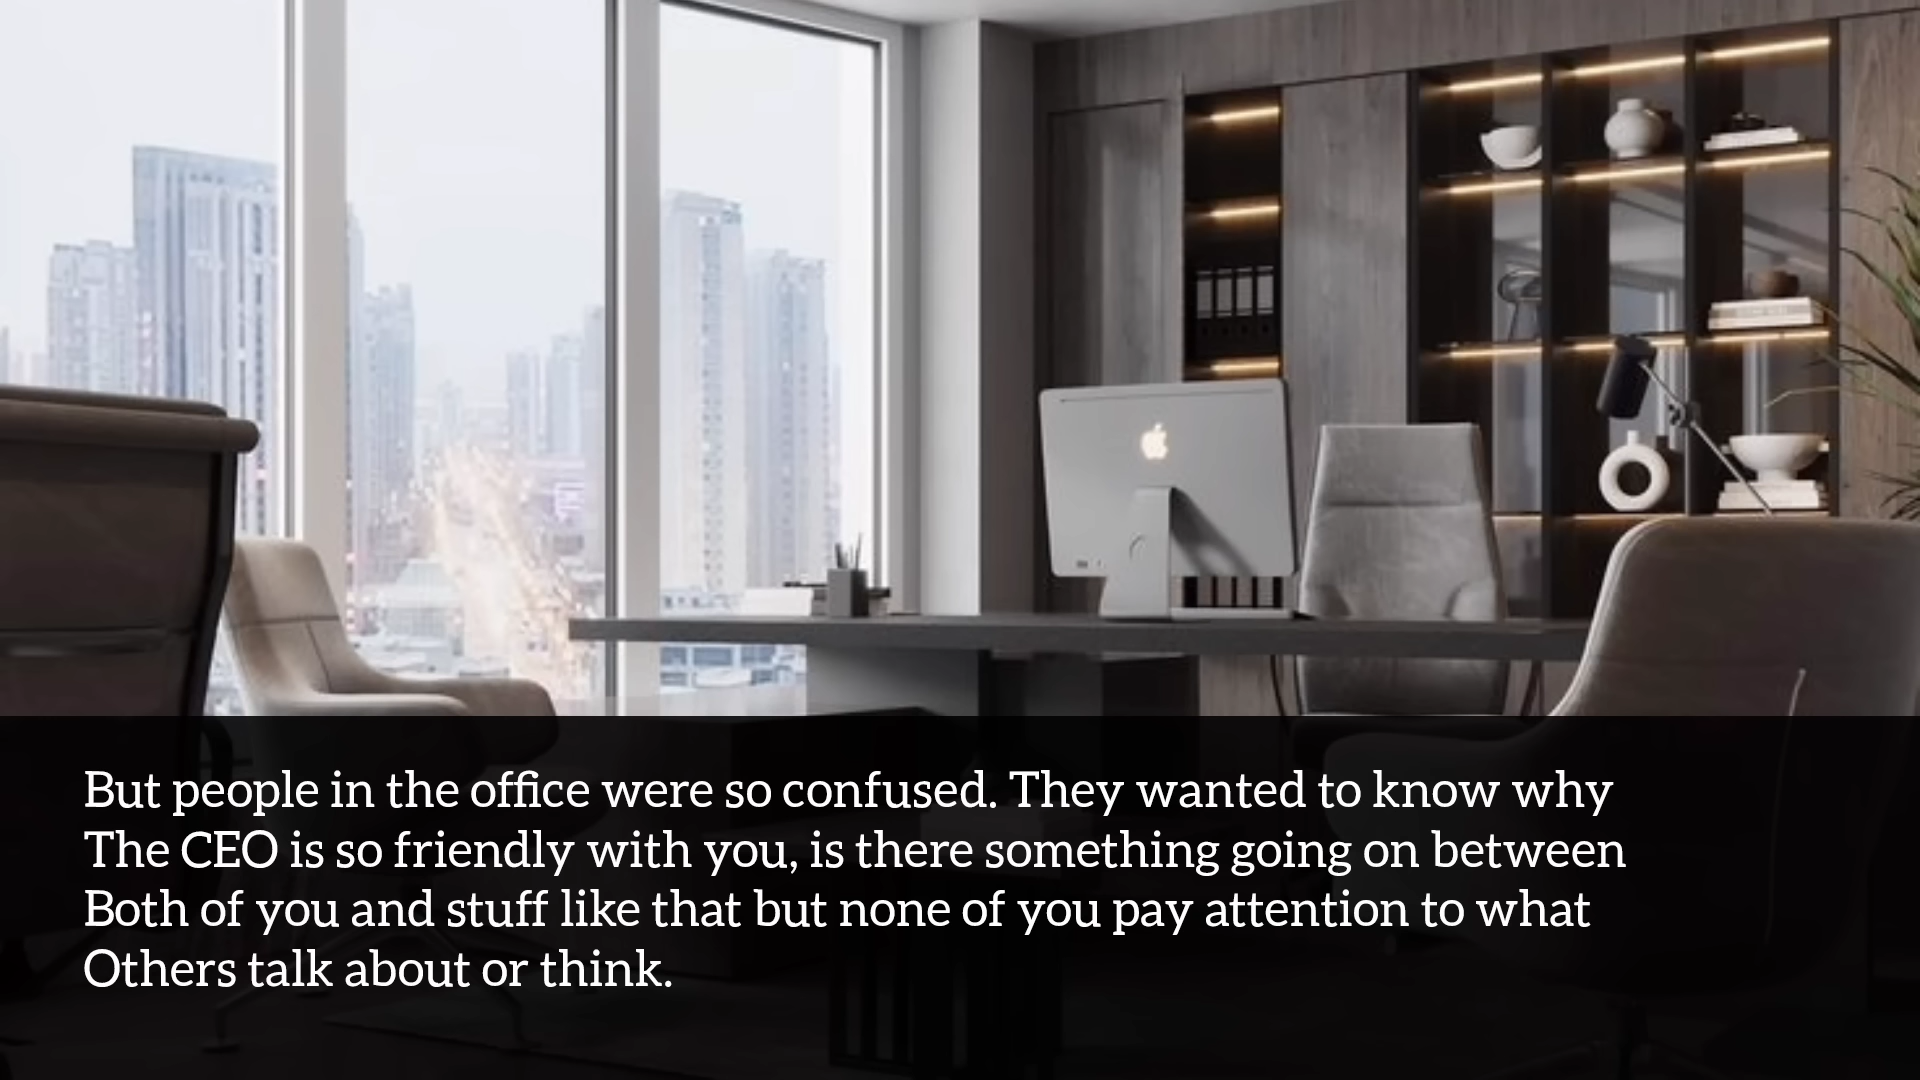 But people in the office were so confused. They wanted to know why
The CEO is so friendly with you, is there something going on between
Both of you and stuff like that but none of you pay attention to what
Others talk about or think.